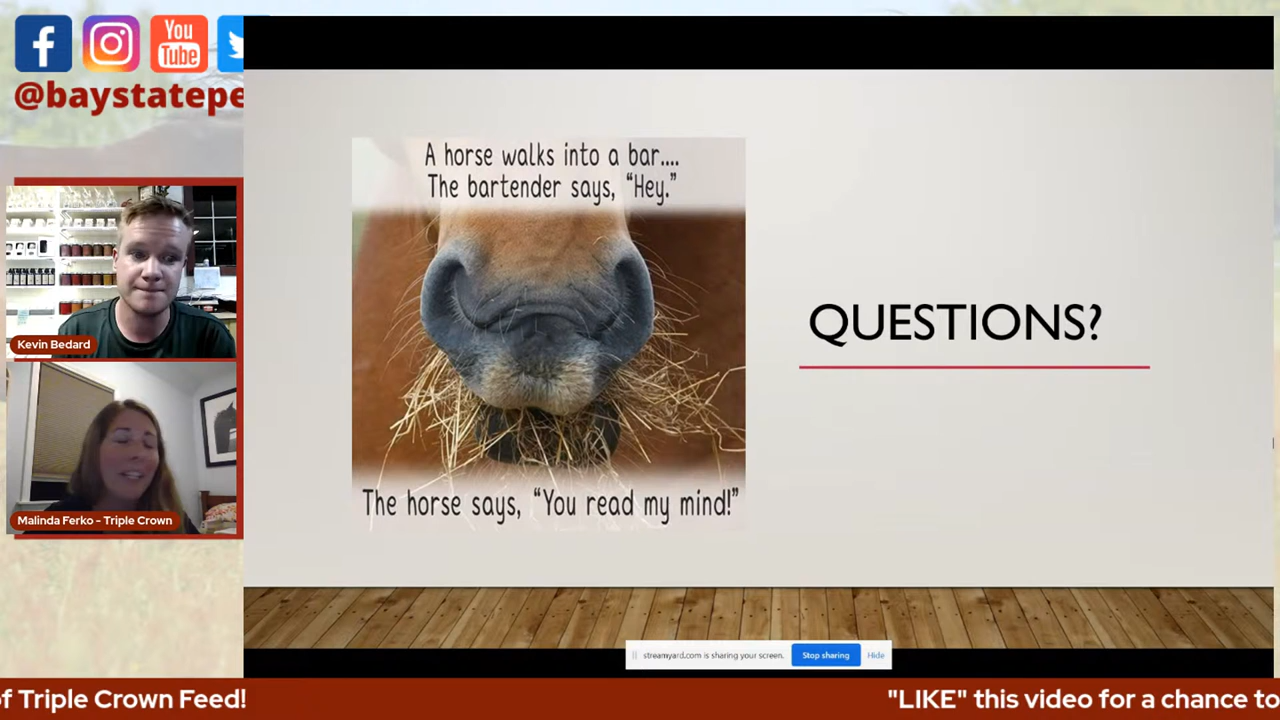 You
Tube
@baystatepe
A horse walks into a bar....
The bartender says, “Hey.”
The horse says, “You read my mind!”
QUESTIONS?
Kevin Bedard
Malinda Ferko - Triple Crown
streamyard.com is sharing your screen.
Stop sharing
Hide
of Triple Crown Feed!
"LIKE" this video for a chance to